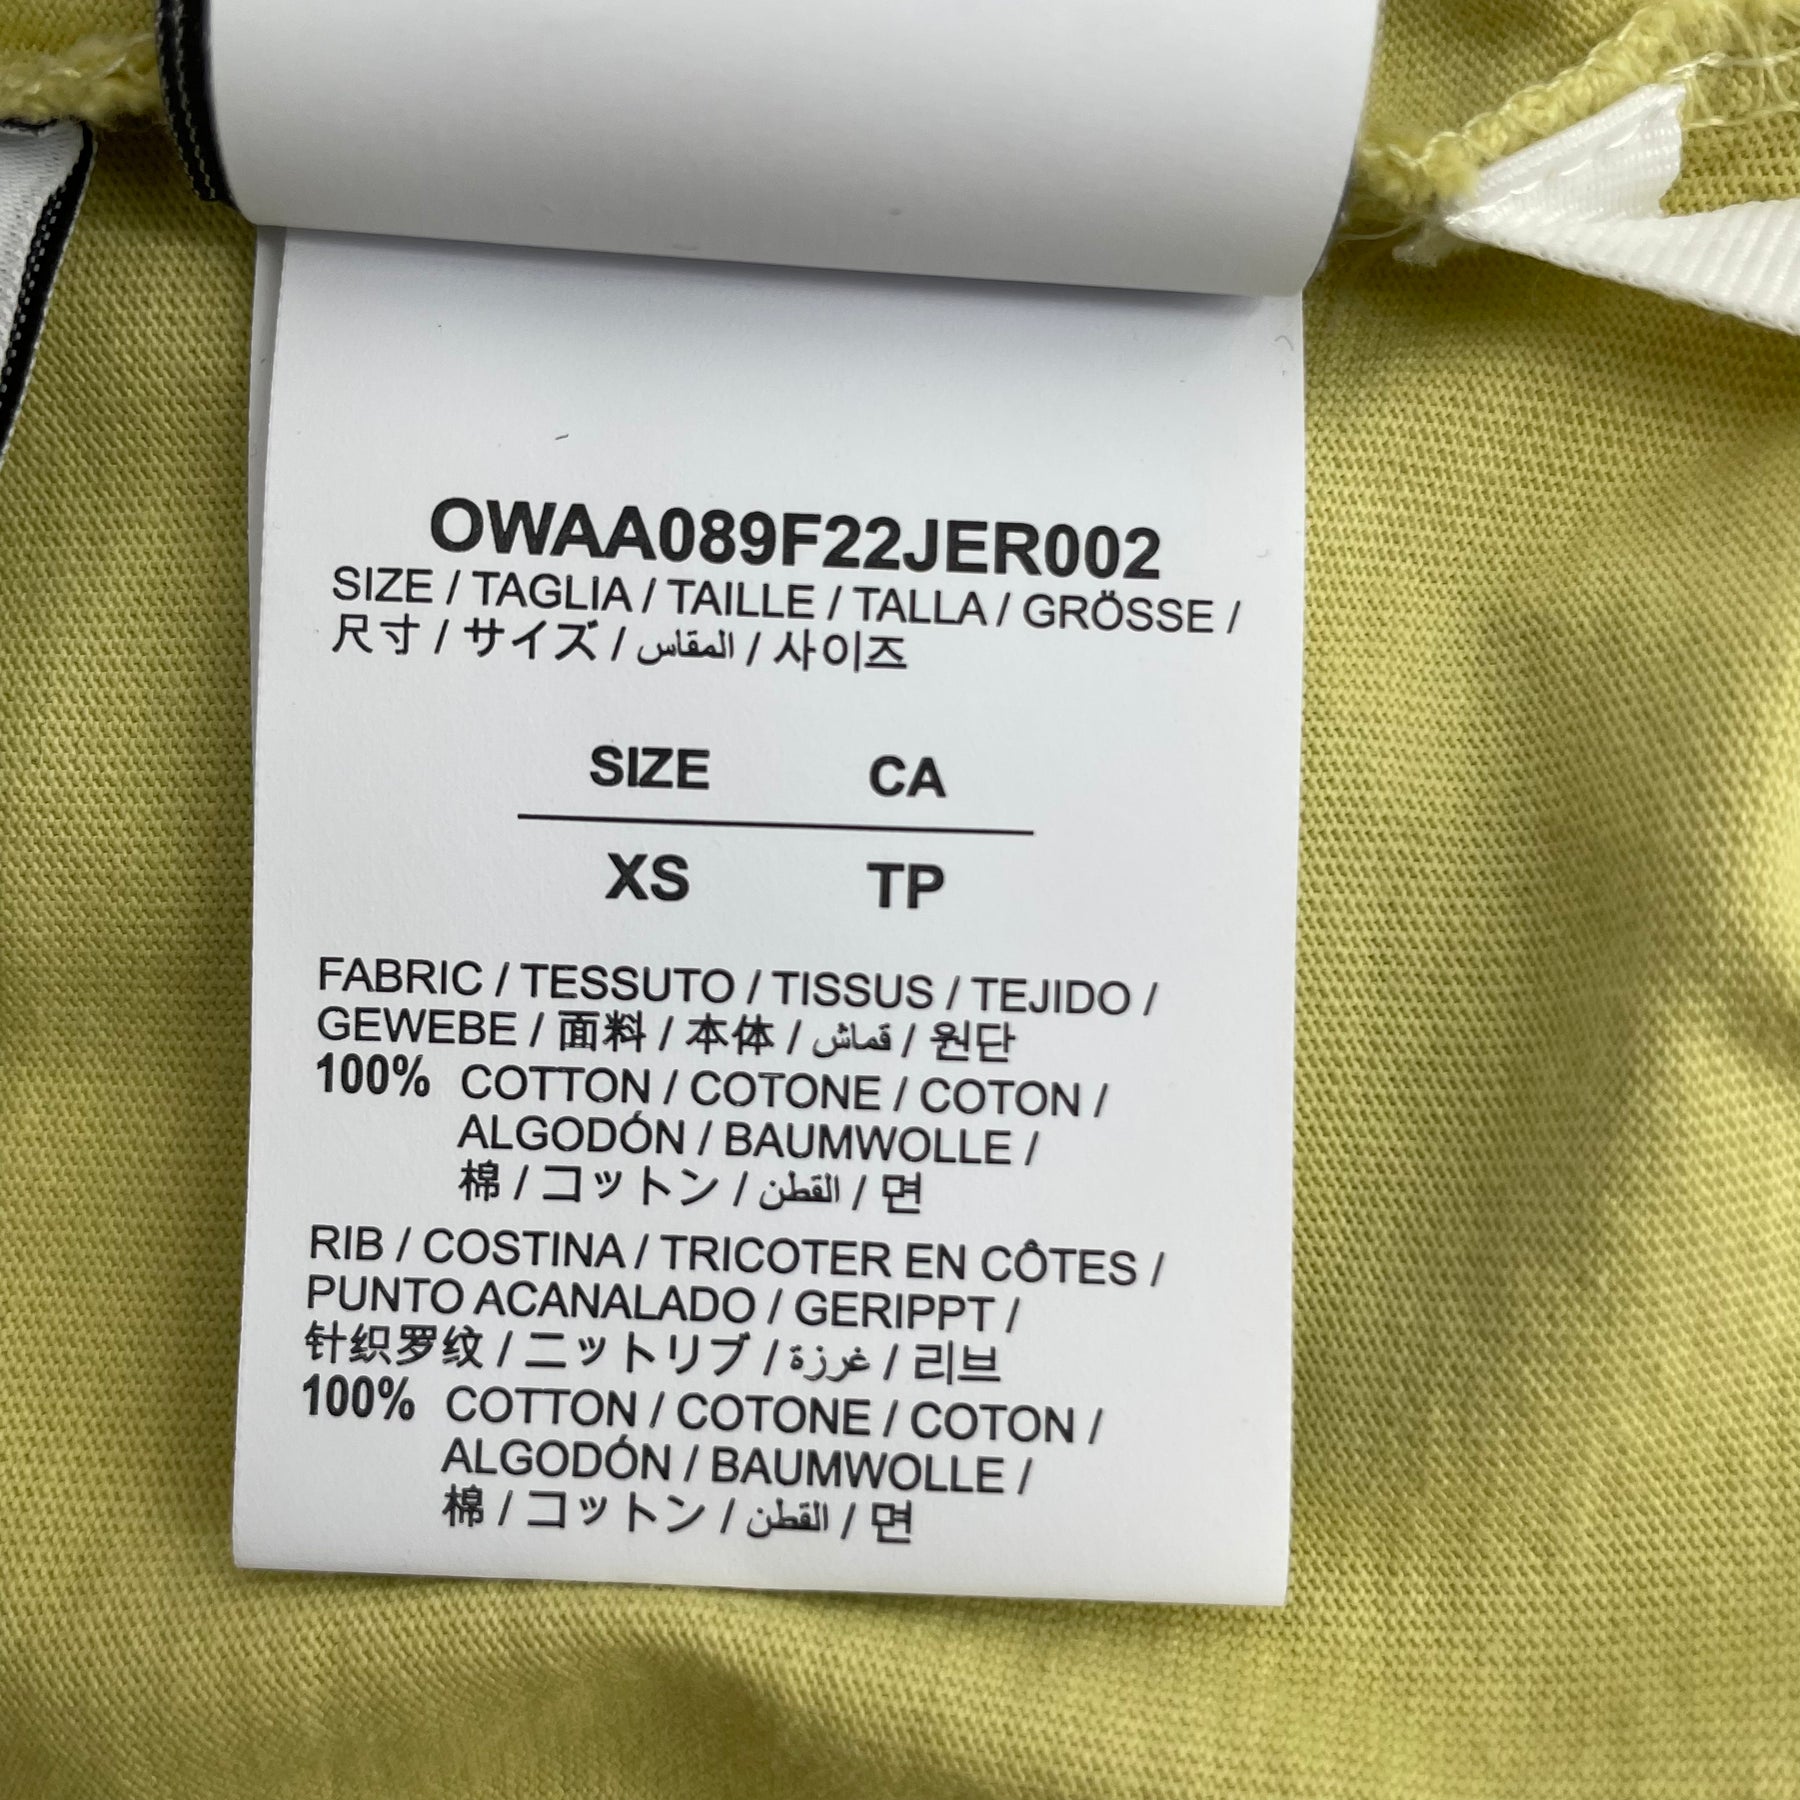 OWAA089F22JER002
SIZE / TAGLIA / TAILLE / TALLA / GRÖSSE /
尺寸 / サイズ / المقاس / 사이즈
SIZE CA
XS TP
FABRIC / TESSUTO / TISSUS / TEJIDO /
GEWEBE / 面料 / 本体 / قماش / 원단
100% COTTON / COTONE / COTON /
ALGODÓN / BAUMWOLLE /
棉 / コットン / القطن / 면
RIB / COSTINA / TRICOTER EN CÔTES /
PUNTO ACANALADO / GERIPPT /
针织罗纹 / ニットリブ / غرزة / 리브
100% COTTON / COTONE / COTON /
ALGODÓN / BAUMWOLLE /
棉 / コットン / القطن / 면